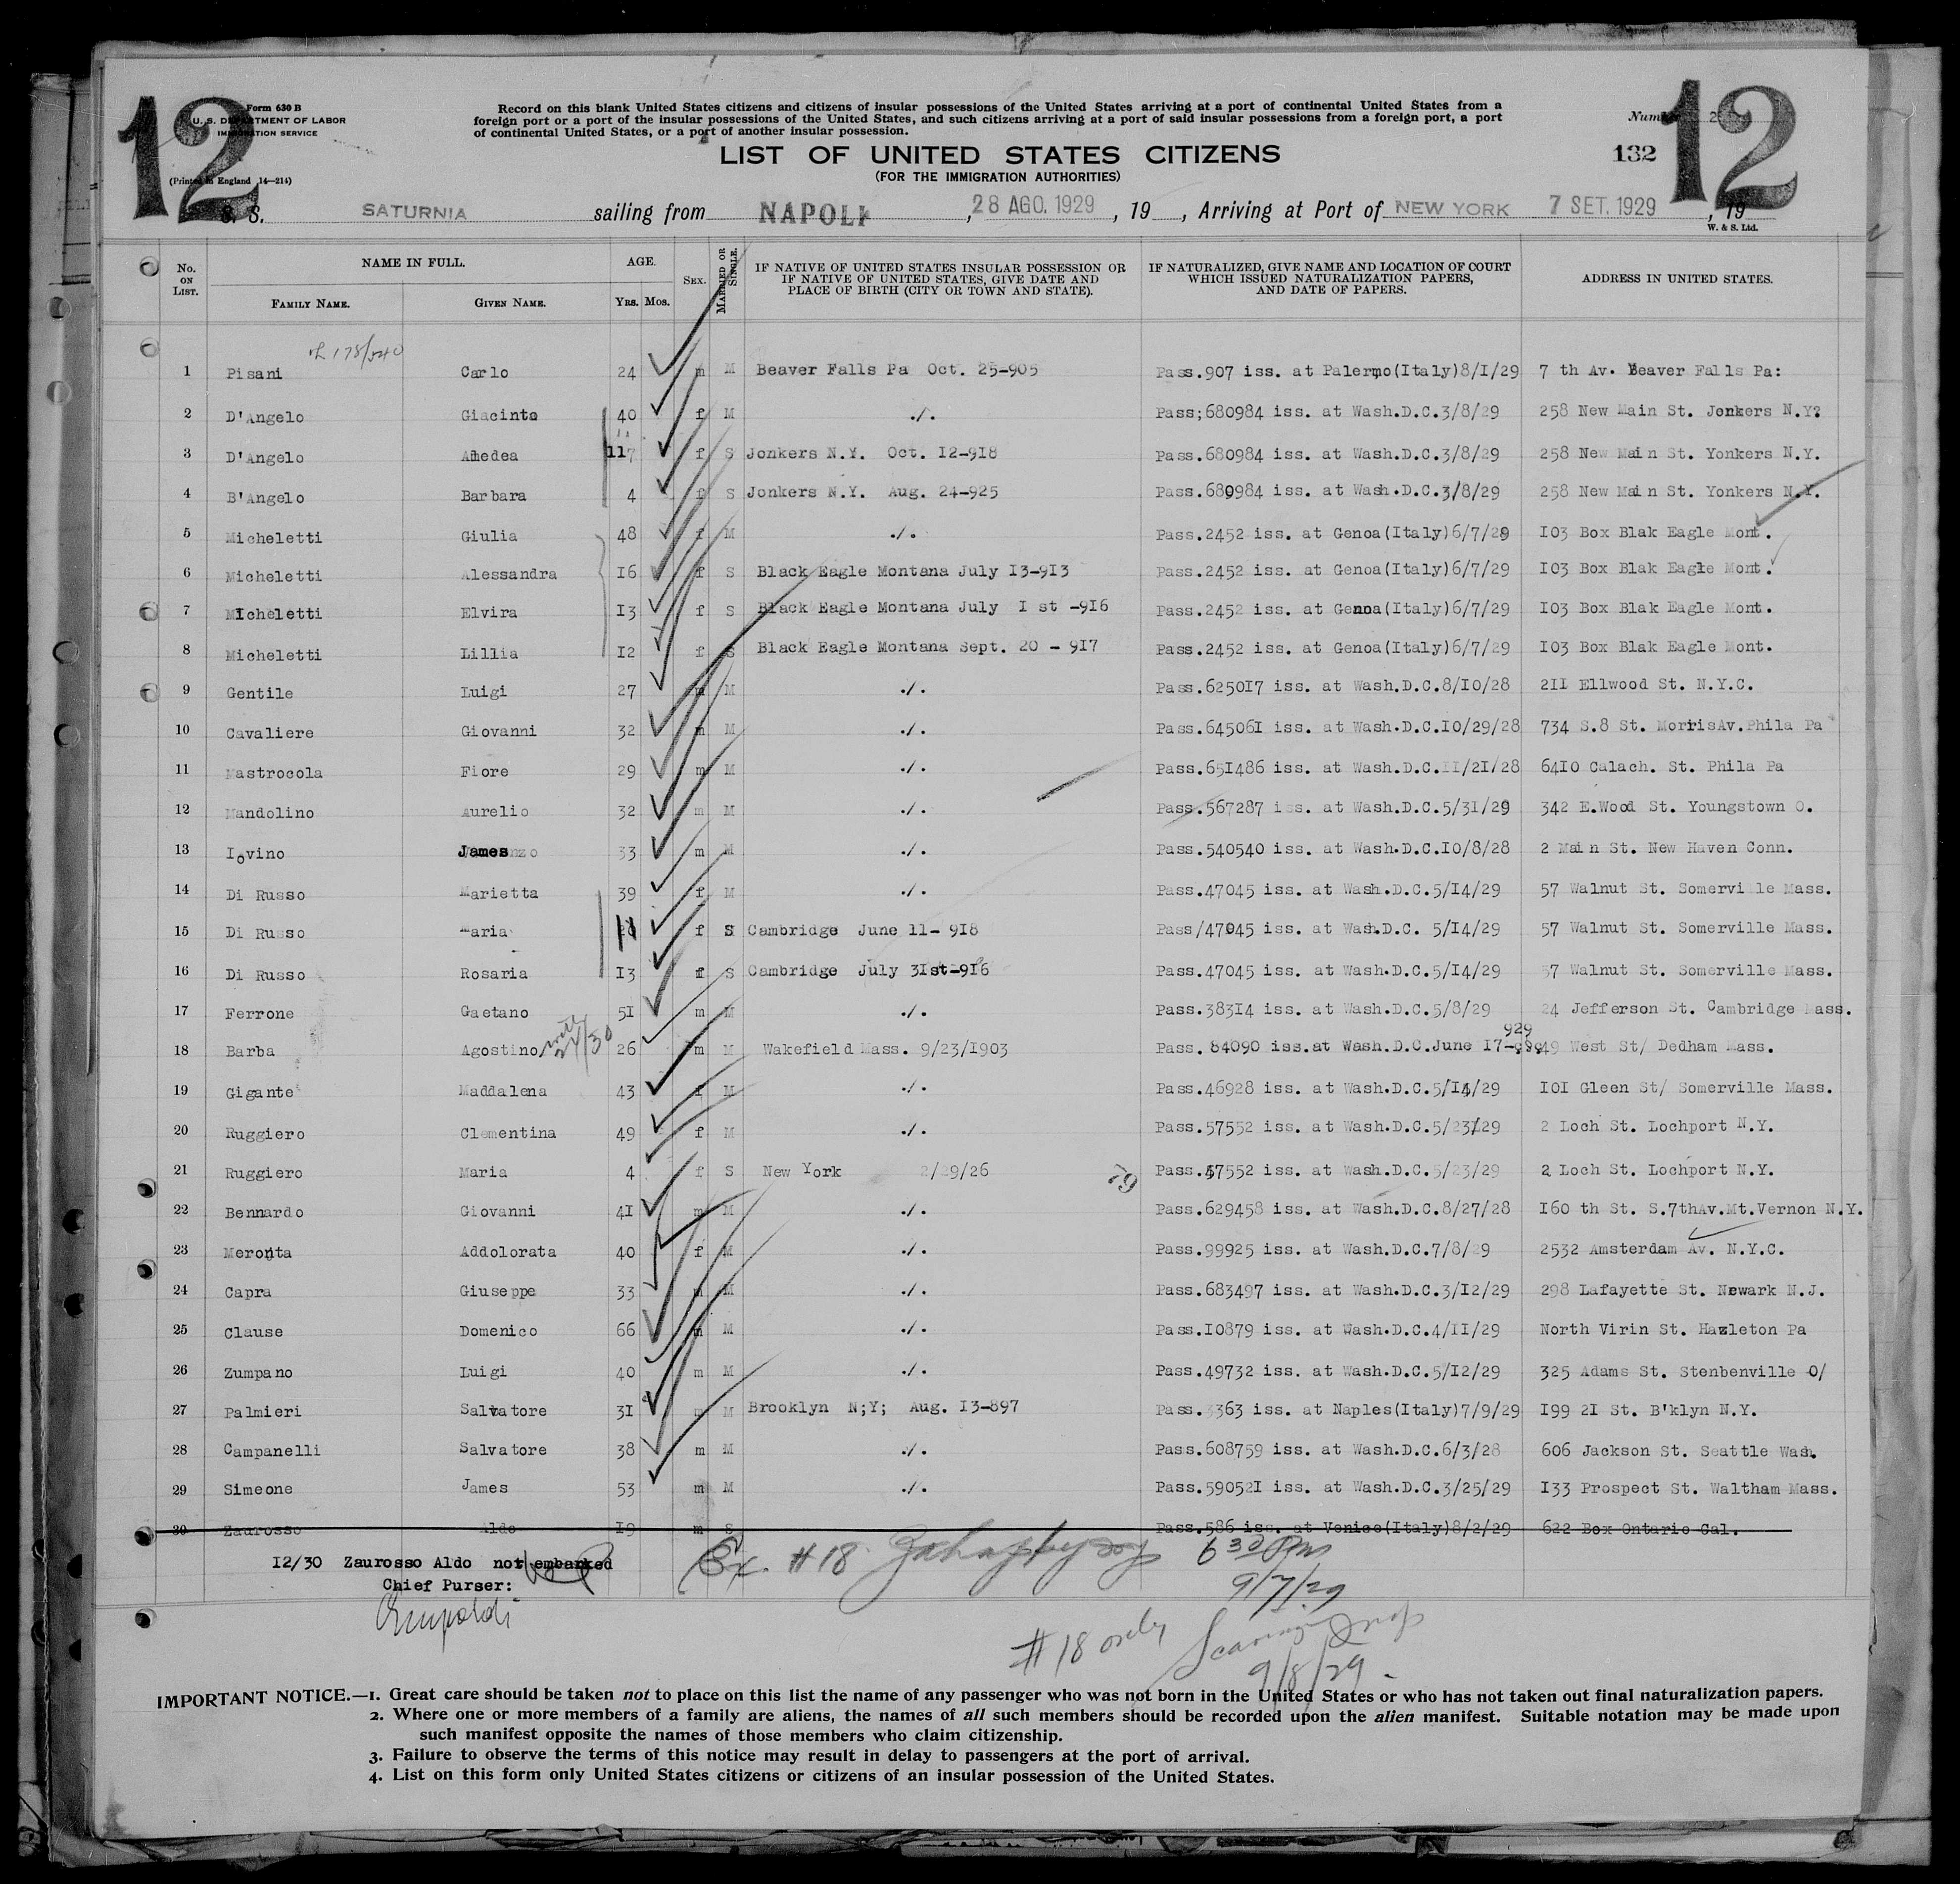 12
Form 630 B
U. S. DEPARTMENT OF LABOR
IMMIGRATION SERVICE
(Printed in England 14—214)
Record on this blank United States citizens and citizens of insular possessions of the United States arriving at a port of continental United States from a
foreign port or a port of the insular possessions of the United States, and such citizens arriving at a port of said insular possessions from a foreign port, a port
of continental United States, or a port of another insular possession.
LIST OF UNITED STATES CITIZENS
(FOR THE IMMIGRATION AUTHORITIES)
132
12
S. S. SATURNIA sailing from NAPOLI, 28 AGO. 1929, 19 , Arriving at Port of NEW YORK 7 SET. 1929, 19
W. & S. Ltd.
No. ON LIST. NAME IN FULL. FAMILY NAME. GIVEN NAME. AGE. YRS. MOS. SEX. MARRIED OR SINGLE. IF NATIVE OF UNITED STATES INSULAR POSSESSION OR IF NATIVE OF UNITED STATES, GIVE DATE AND PLACE OF BIRTH (CITY OR TOWN AND STATE). IF NATURALIZED, GIVE NAME AND LOCATION OF COURT WHICH ISSUED NATURALIZATION PAPERS, AND DATE OF PAPERS. ADDRESS IN UNITED STATES.
1 Pisani Carlo 24 m M Beaver Falls Pa Oct. 25-905 Pass.907 iss. at Palermo(Italy)8/1/29 7 th Av. Beaver Falls Pa:
2 D'Angelo Giacinto 40 f M ./. Pass;680984 iss. at Wash.D.C.3/8/29 258 New Main St. Jonkers N.Y?
3 D'Angelo Amedea 11 f S Jonkers N.Y. Oct. 12-918 Pass.680984 iss. at Wash.D.C.3/8/29 258 New Main St. Yonkers N.Y.
4 B'Angelo Barbara 4 f S Jonkers N.Y. Aug. 24-925 Pass.680984 iss. at Wash.D.C.3/8/29 258 New Main St. Yonkers N.Y.
5 Micheletti Giulia 48 f M ./. Pass.2452 iss. at Genoa(Italy)6/7/29 103 Box Blak Eagle Mont.
6 Micheletti Alessandra 16 f S Black Eagle Montana July 13-913 Pass.2452 iss. at Genoa(Italy)6/7/29 103 Box Blak Eagle Mont.
7 MIcheletti Elvira 13 f S Black Eagle Montana July 1 st -916 Pass.2452 iss. at Genoa(Italy)6/7/29 103 Box Blak Eagle Mont.
8 Micheletti Lillia 12 f S Black Eagle Montana Sept. 20 - 917 Pass.2452 iss. at Genoa(Italy)6/7/29 103 Box Blak Eagle Mont.
9 Gentile Luigi 27 m M ./. Pass.625017 iss. at Wash.D.C.8/10/28 211 Ellwood St. N.Y.C.
10 Cavaliere Giovanni 32 m M ./. Pass.645061 iss. at Wash.D.C.10/29/28 734 S.8 St. MorrisAv.Phila Pa
11 Mastrocola Fiore 29 m M ./. Pass.651486 iss. at Wash.D.C.11/21/28 6410 Calach. St. Phila Pa
12 Mandolino Aurelio 32 m M ./. Pass.567287 iss. at Wash.D.C.5/31/29 342 E.Wood St. Youngstown O.
13 Iovino James 33 m M ./. Pass.540540 iss. at Wash.D.C.10/8/28 2 Main St. New Haven Conn.
14 Di Russo Marietta 39 f M ./. Pass.47045 iss. at Wash.D.C.5/14/29 57 Walnut St. Somerville Mass.
15 Di Russo Maria 11 f S Cambridge June 11- 918 Pass/47045 iss. at Wash.D.C. 5/14/29 57 Walnut St. Somerville Mass.
16 Di Russo Rosaria 13 f S Cambridge July 31st-916 Pass.47045 iss. at Wash.D.C.5/14/29 57 Walnut St. Somerville Mass.
17 Ferrone Gaetano 51 m M ./. Pass.38314 iss. at Wash.D.C.5/8/29 24 Jefferson St. Cambridge Mass.
929
18 Barba Agostino 26 m M Wakefield Mass. 9/23/1903 Pass. 84090 iss.at Wash.D.C.June 17- 49 West St/ Dedham Mass.
19 Gigante Maddalena 43 f M ./. Pass.46928 iss. at Wash.D.C.5/14/29 101 Gleen St/ Somerville Mass.
20 Ruggiero Clementina 49 f M ./. Pass.57552 iss. at Wash.D.C.5/23/29 2 Loch St. Lochport N.Y.
21 Ruggiero Maria 4 f S New York 2/29/26 Pass.57552 iss. at Wash.D.C.5/23/29 2 Loch St. Lochport N.Y.
22 Bennardo Giovanni 41 m M ./. Pass.629458 iss. at Wash.D.C.8/27/28 160 th St. S.7thAv.Mt.Vernon N.Y.
23 Meronta Addolorata 40 f M ./. Pass.99925 iss. at Wash.D.C.7/8/29 2532 Amsterdam Av. N.Y.C.
24 Capra Giuseppe 33 m M ./. Pass.683497 iss. at Wash.D.C.3/12/29 298 Lafayette St. Newark N.J.
25 Clause Domenico 66 m M ./. Pass.10879 iss. at Wash.D.C.4/11/29 North Virin St. Hazleton Pa
26 Zumpano Luigi 40 m M ./. Pass.49732 iss. at Wash.D.C.5/12/29 325 Adams St. Stenbenville O/
27 Palmieri Salvatore 31 m M Brooklyn N;Y; Aug. 13-897 Pass.3363 iss. at Naples(Italy)7/9/29 199 21 St. B'klyn N.Y.
28 Campanelli Salvatore 38 m M ./. Pass.608759 iss. at Wash.D.C.6/3/28 606 Jackson St. Seattle Wash.
29 Simeone James 53 m M ./. Pass.590521 iss. at Wash.D.C.3/25/29 133 Prospect St. Waltham Mass.
30 Zaurosso Aldo 19 m S Pass.586 iss. at Venice(Italy)8/2/29 622 Box Ontario Cal.
12/30 Zaurosso Aldo not embarked
Chief Purser:
Ex. #18 6 30 Pm
9/7/29
#18 only
9/8/29
IMPORTANT NOTICE.—1. Great care should be taken not to place on this list the name of any passenger who was not born in the United States or who has not taken out final naturalization papers.
2. Where one or more members of a family are aliens, the names of all such members should be recorded upon the alien manifest. Suitable notation may be made upon
such manifest opposite the names of those members who claim citizenship.
3. Failure to observe the terms of this notice may result in delay to passengers at the port of arrival.
4. List on this form only United States citizens or citizens of an insular possession of the United States.